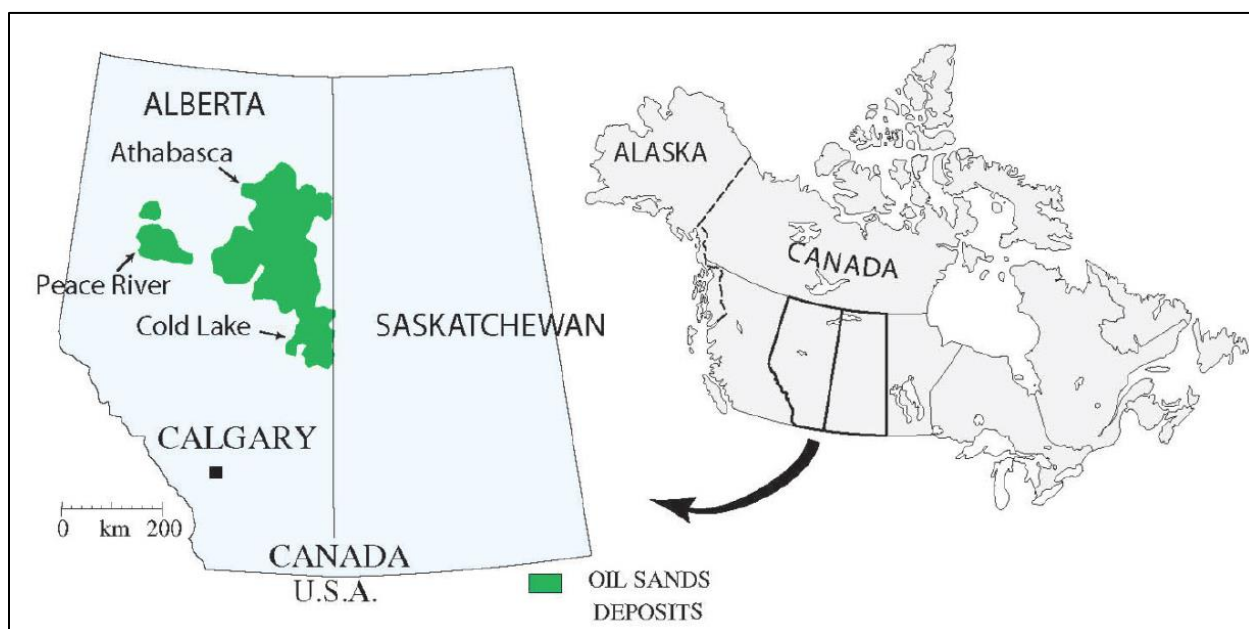 ALBERTA
Athabasca
Peace River
Cold Lake
SASKATCHEWAN
CALGARY
0 km 200
CANADA
U.S.A.
OIL SANDS
DEPOSITS
ALASKA
CANADA